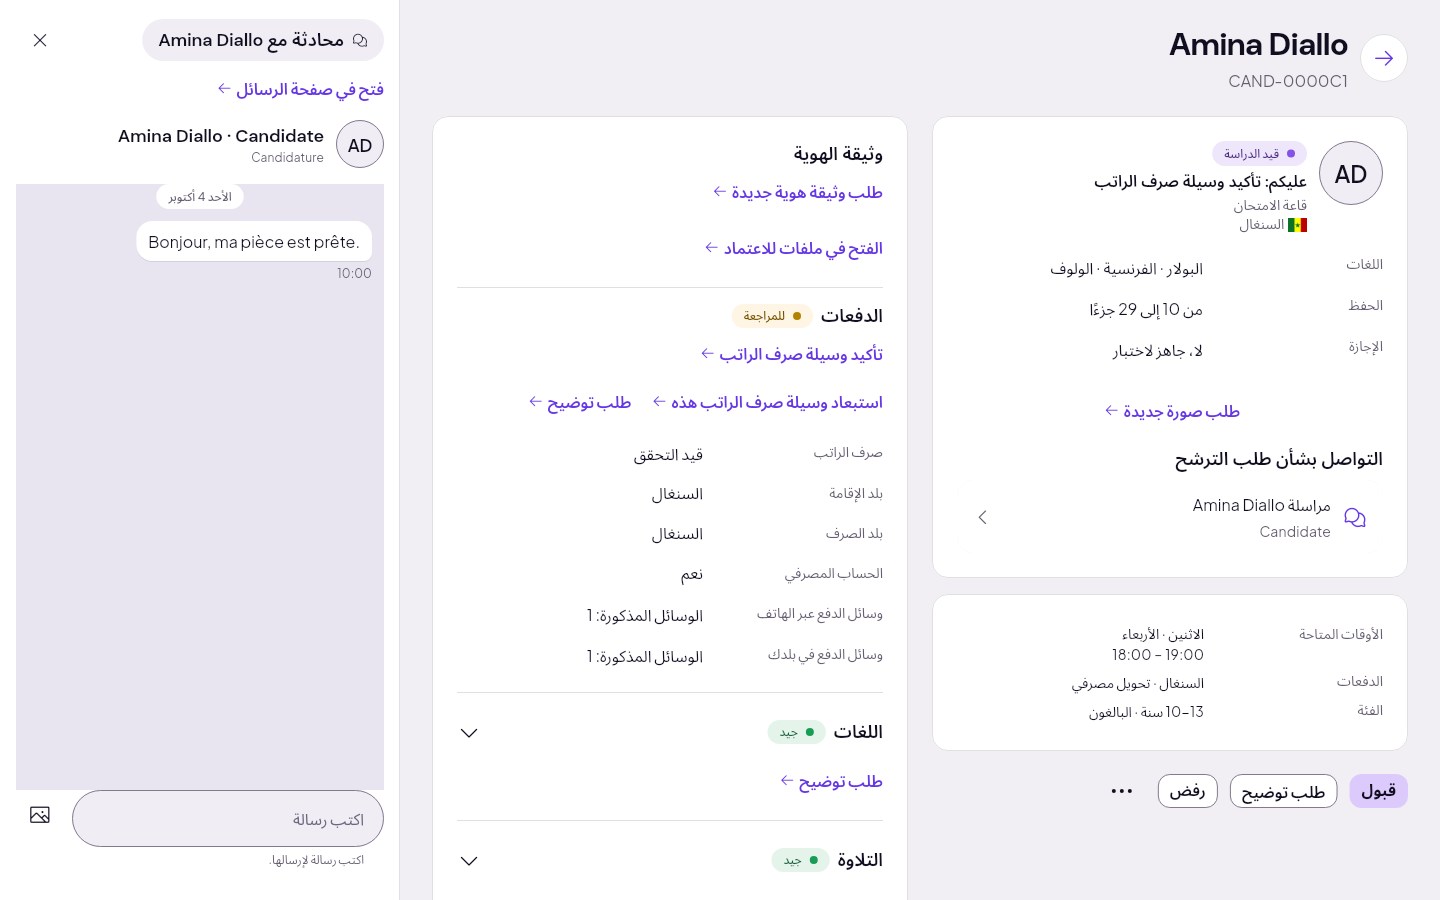 Amina Diallo
CAND-0000C1
AD
قيد الدراسة
عليكم: تأكيد وسيلة صرف الراتب
قاعة الامتحان
السنغال
اللغات
البولار · الفرنسية · الولوف
الحفظ
من 10 إلى 29 جزءًا
الإجازة
لا، جاهز لاختبار
طلب صورة جديدة
التواصل بشأن طلب الترشح
مراسلة Amina Diallo
Candidate
الأوقات المتاحة
الاثنين · الأربعاء
18:00 – 19:00
الدفعات
السنغال · تحويل مصرفي
الفئة
10–13 سنة · البالغون
قبول
طلب توضيح
رفض
وثيقة الهوية
طلب وثيقة هوية جديدة
الفتح في ملفات للاعتماد
الدفعات
للمراجعة
تأكيد وسيلة صرف الراتب
استبعاد وسيلة صرف الراتب هذه
طلب توضيح
صرف الراتب
قيد التحقق
بلد الإقامة
السنغال
بلد الصرف
السنغال
الحساب المصرفي
نعم
وسائل الدفع عبر الهاتف
الوسائل المذكورة: 1
وسائل الدفع في بلدك
الوسائل المذكورة: 1
اللغات
جيد
طلب توضيح
التلاوة
جيد
محادثة مع Amina Diallo
فتح في صفحة الرسائل
AD
Amina Diallo · Candidate
Candidature
الأحد 4 أكتوبر
Bonjour, ma pièce est prête.
10:00
اكتب رسالة
اكتب رسالة لإرسالها.